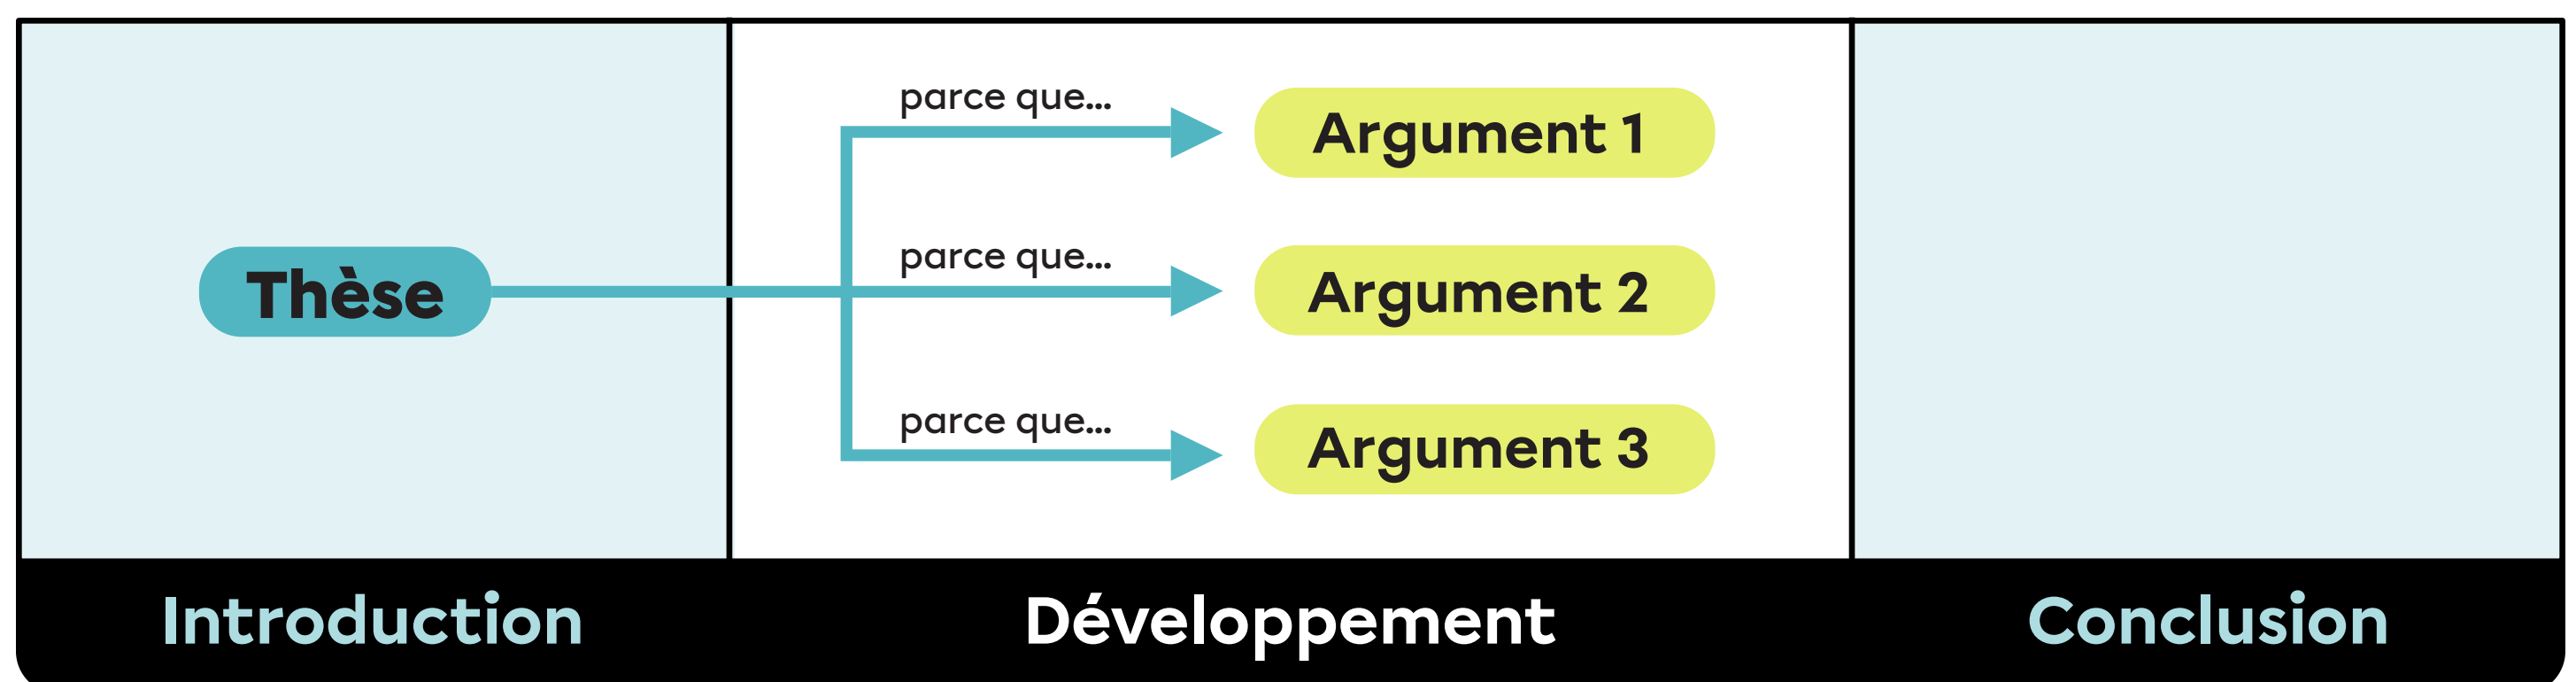 parce que...
Argument 1
Thèse
parce que...
Argument 2
parce que...
Argument 3
Introduction
Développement
Conclusion